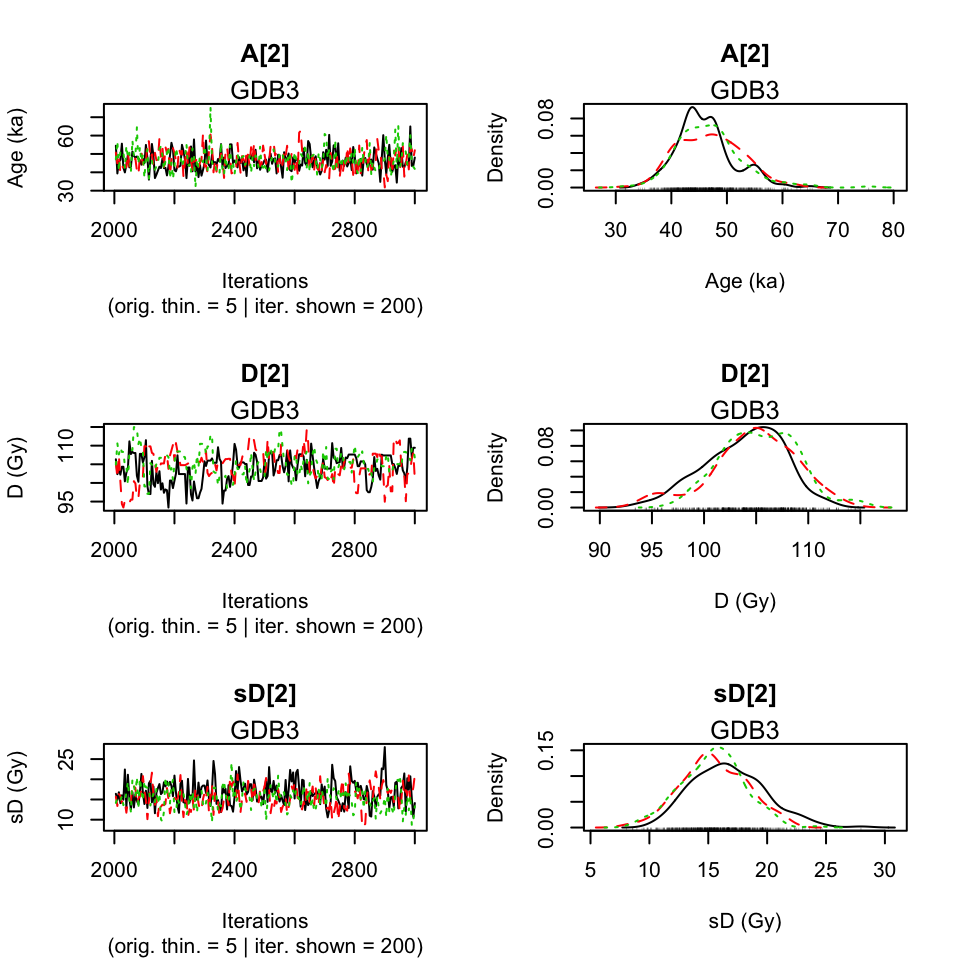 A[2]
GDB3
Age (ka)
30 60
2000 2400 2800
Iterations
(orig. thin. = 5 | iter. shown = 200)
A[2]
GDB3
Density
0.00 0.08
30 40 50 60 70 80
Age (ka)
D[2]
GDB3
D (Gy)
95 110
2000 2400 2800
Iterations
(orig. thin. = 5 | iter. shown = 200)
D[2]
GDB3
Density
0.00 0.08
90 95 100 110
D (Gy)
sD[2]
GDB3
sD (Gy)
10 25
2000 2400 2800
Iterations
(orig. thin. = 5 | iter. shown = 200)
sD[2]
GDB3
Density
0.00 0.15
5 10 15 20 25 30
sD (Gy)